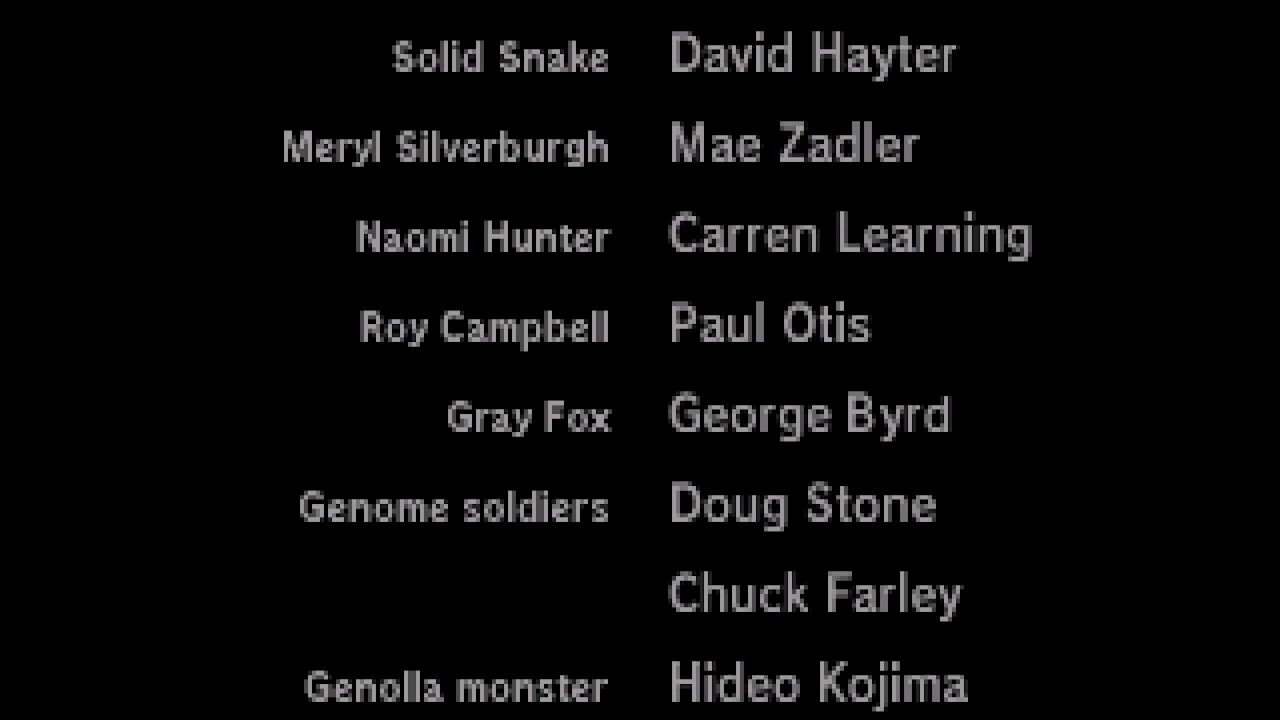 Solid Snake David Hayter
Meryl Silverburgh Mae Zadler
Naomi Hunter Carren Learning
Roy Campbell Paul Otis
Gray Fox George Byrd
Genome soldiers Doug Stone
Chuck Farley
Genolla monster Hideo Kojima